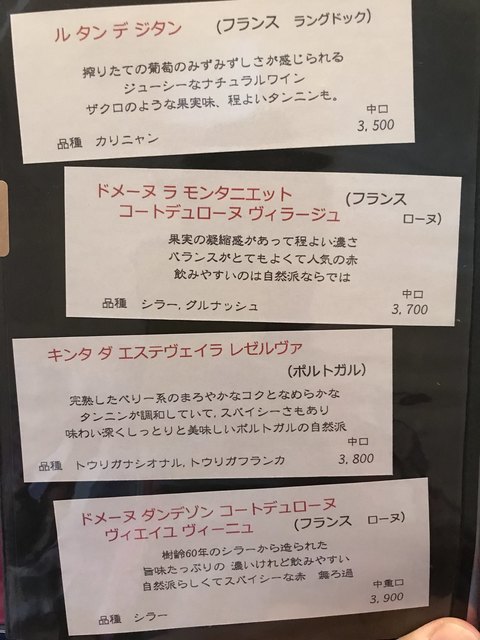 ル タン デ ジタン (フランス ラングドック)
搾りたての葡萄のみずみずしさが感じられる
ジューシーなナチュラルワイン
ザクロのような果実味、程よいタンニンも。
中口
品種 カリニャン 3,500
ドメーヌ ラ モンタニエット (フランス
コートデュローヌ ヴィラージュ ローヌ)
果実の凝縮感があって程よい濃さ
バランスがとてもよくて人気の赤
飲みやすいのは自然派ならでは
中口
品種 シラー,グルナッシュ 3,700
キンタ ダ エステヴェイラ レゼルヴァ
(ポルトガル)
完熟したベリー系のまろやかなコクとなめらかな
タンニンが調和していて,スパイシーさもあり
味わい深くしっとりと美味しいポルトガルの自然派
中口
品種 トウリガナシオナル,トウリガフランカ 3,800
ドメーヌ ダンデゾン コートデュローヌ
ヴィエイユ ヴィーニュ (フランス ローヌ)
樹齢60年のシラーから造られた
旨味たっぷりの 濃いけれど飲みやすい
自然派らしくてスパイシーな赤 無ろ過
中重口
品種 シラー 3,900